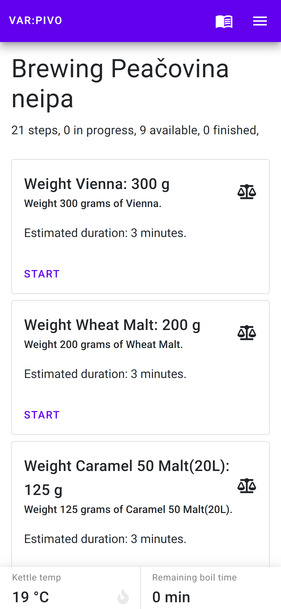 VAR:PIVO
Brewing Peačovina
neipa
21 steps, 0 in progress, 9 available, 0 finished,
Weight Vienna: 300 g
Weight 300 grams of Vienna.
Estimated duration: 3 minutes.
START
Weight Wheat Malt: 200 g
Weight 200 grams of Wheat Malt.
Estimated duration: 3 minutes.
START
Weight Caramel 50 Malt(20L):
125 g
Weight 125 grams of Caramel 50 Malt(20L).
Estimated duration: 3 minutes.
Kettle temp
19 °C
Remaining boil time
0 min